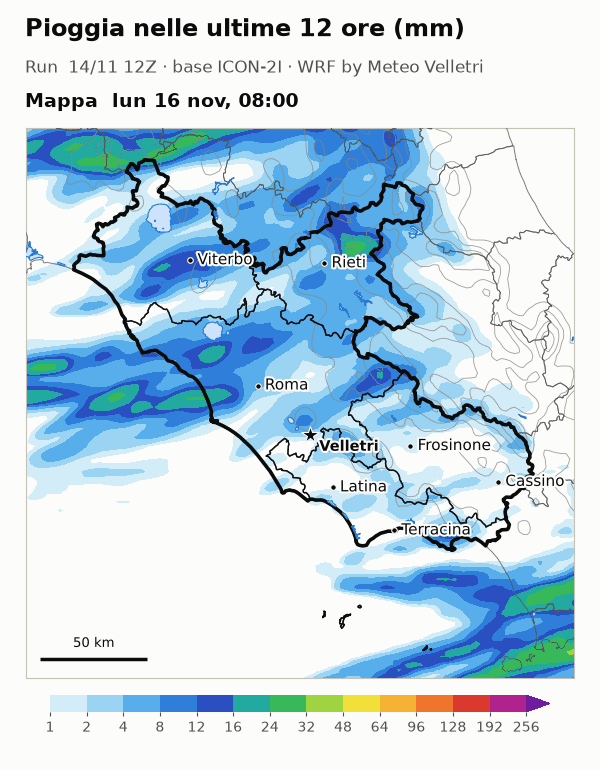 Pioggia nelle ultime 12 ore (mm)
Run 14/11 12Z · base ICON-2I · WRF by Meteo Velletri
Mappa lun 16 nov, 08:00
Viterbo
Rieti
Roma
Velletri
Frosinone
Latina
Cassino
Terracina
50 km
1 2 4 8 12 16 24 32 48 64 96 128 192 256